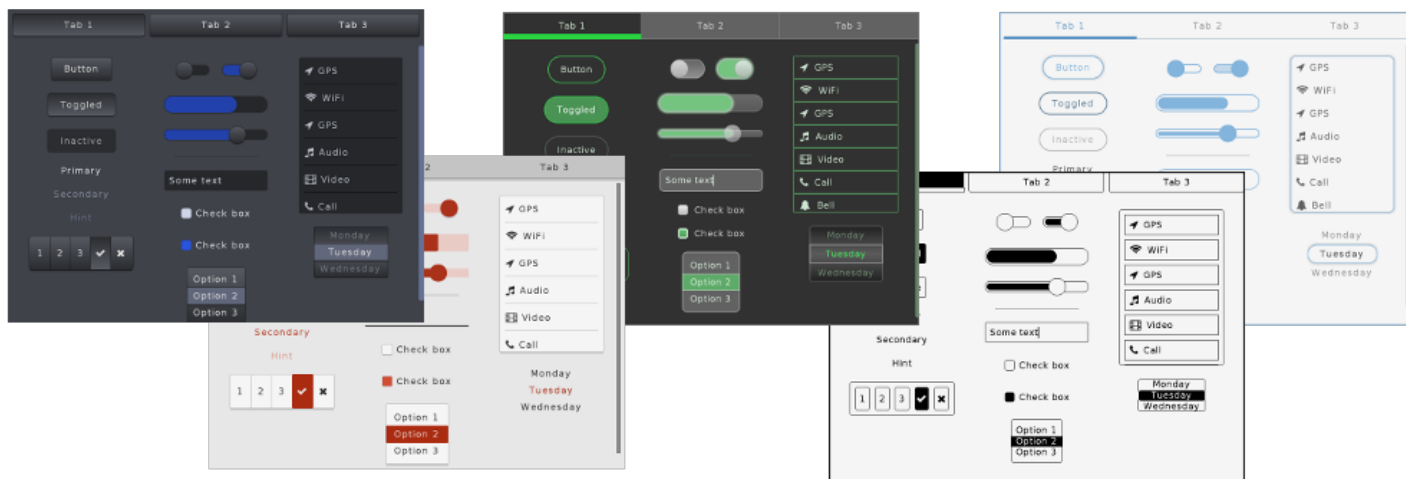 Tab 1
Tab 2
Tab 3
Button
GPS
Toggled
WiFi
GPS
Inactive
Audio
Primary
Video
Secondary
Some text
Call
Hint
Check box
Monday
1 2 3
Check box
Tuesday
Wednesday
Option 1
Option 2
Option 3
2
Tab 3
GPS
WiFi
GPS
Audio
Video
Secondary
Call
Hint
Check box
Monday
1 2 3
Check box
Tuesday
Wednesday
Option 1
Option 2
Option 3
Tab 1
Tab 2
Tab 3
Button
GPS
WiFi
Toggled
GPS
Audio
Inactive
Video
Some text
Call
Check box
Bell
Check box
Monday
Tuesday
Option 1
Wednesday
Option 2
Option 3
Tab 2
Tab 3
GPS
WiFi
GPS
Audio
Some text
Video
Secondary
Call
Hint
Check box
Monday
1 2 3
Check box
Tuesday
Wednesday
Option 1
Option 2
Option 3
Tab 1
Tab 2
Tab 3
Button
GPS
WiFi
Toggled
GPS
Audio
Inactive
Video
Primary
Call
Bell
Monday
Tuesday
Wednesday